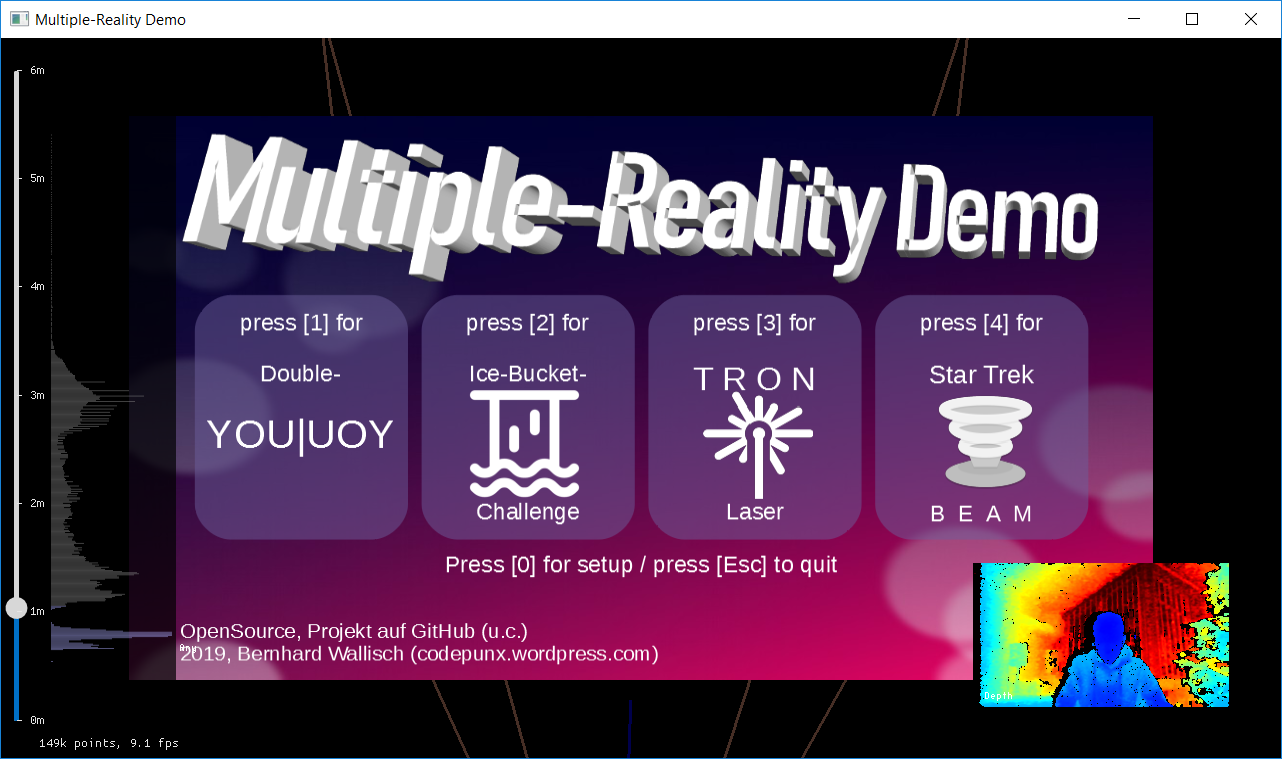 Multiple-Reality Demo
6m
5m
4m
3m
2m
1m
0m
149k points, 9.1 fps
Multiple-Reality Demo
press [1] for
Double-
YOU|UOY
press [2] for
Ice-Bucket-
Challenge
press [3] for
TRON
Laser
press [4] for
Star Trek
BEAM
Press [0] for setup / press [Esc] to quit
OpenSource, Projekt auf GitHub (u.c.)
2019, Bernhard Wallisch (codepunx.wordpress.com)
Depth